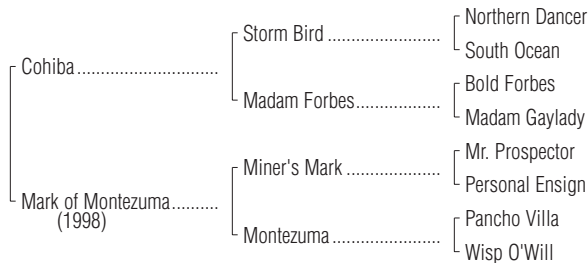 Northern Dancer
Storm Bird ........................
South Ocean
Cohiba..............................
Bold Forbes
Madam Forbes.................
Madam Gaylady
Mr. Prospector
Miner's Mark ....................
Personal Ensign
Mark of Montezuma..........
(1998)
Pancho Villa
Montezuma.......................
Wisp O'Will